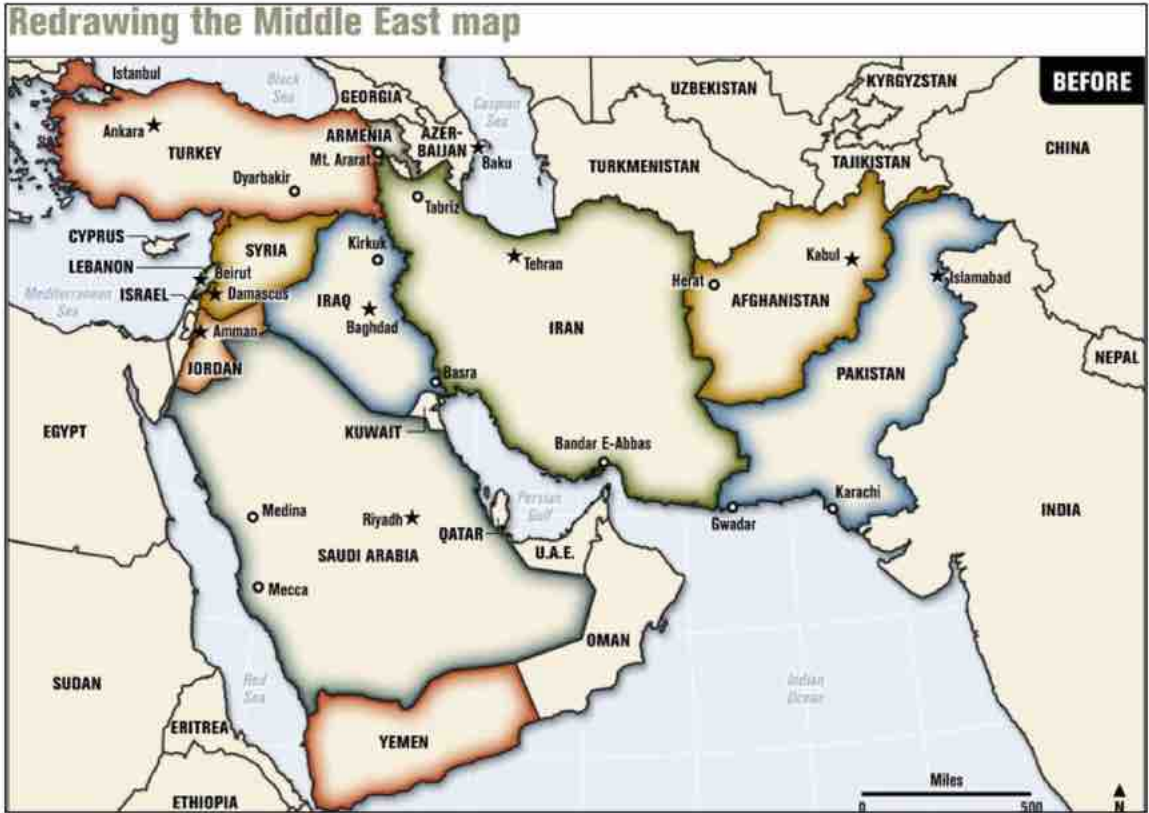 Redrawing the Middle East map
BEFORE
Istanbul
Black
Sea
GEORGIA
Caspian
Sea
UZBEKISTAN
KYRGYZSTAN
Ankara
TURKEY
ARMENIA
Mt. Ararat
AZER-
BAIJAN
Baku
TURKMENISTAN
TAJIKISTAN
CHINA
Dyarbakir
Tabriz
CYPRUS
SYRIA
Kirkuk
Tehran
Kabul
Islamabad
LEBANON
Beirut
Herat
Mediterranean
Sea
ISRAEL
Damascus
IRAQ
Baghdad
AFGHANISTAN
Amman
IRAN
JORDAN
Basra
PAKISTAN
NEPAL
EGYPT
KUWAIT
Bandar E-Abbas
Medina
Riyadh
Persian
Gulf
Karachi
Gwadar
INDIA
QATAR
SAUDI ARABIA
U.A.E.
Mecca
OMAN
SUDAN
Red
Sea
Indian
Ocean
ERITREA
YEMEN
Miles
ETHIOPIA
0
500
N